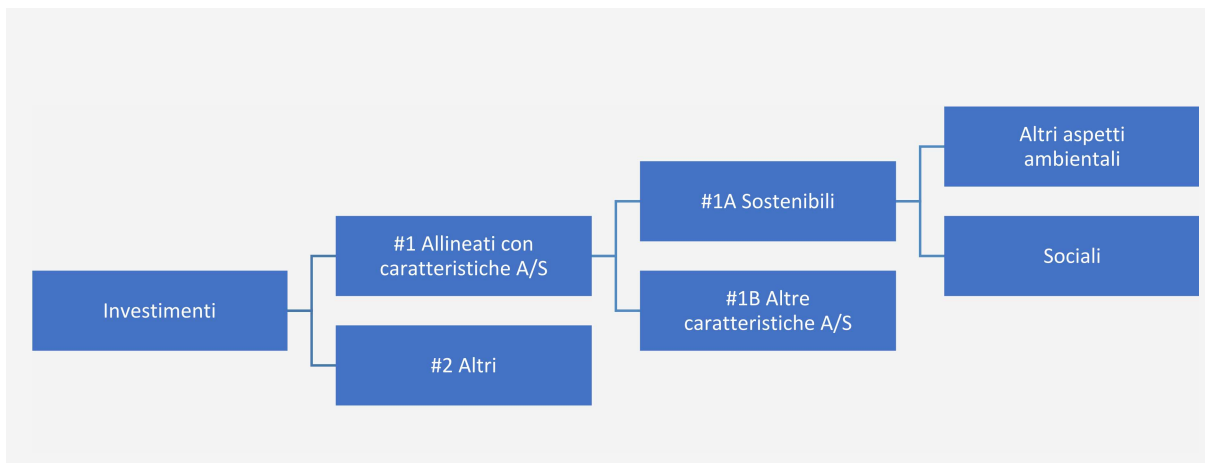 Investimenti
#1 Allineati con
caratteristiche A/S
#2 Altri
#1A Sostenibili
#1B Altre
caratteristiche A/S
Altri aspetti
ambientali
Sociali